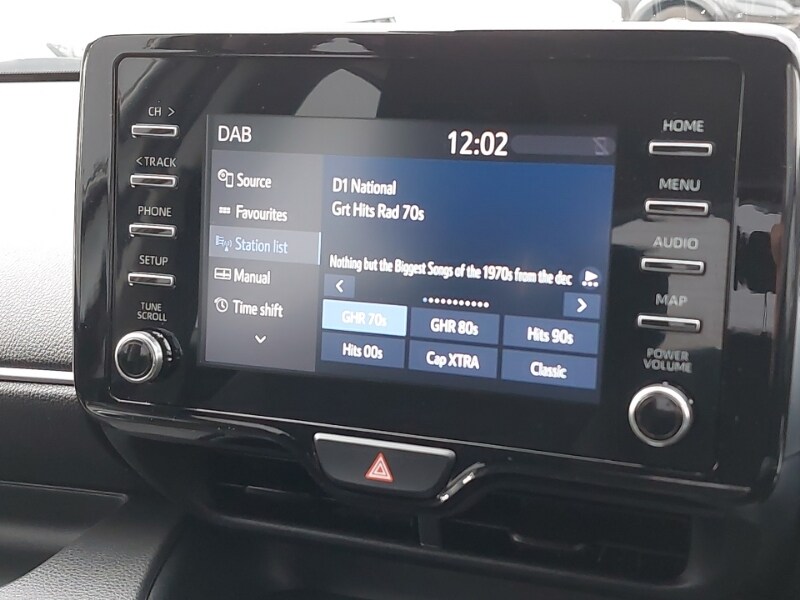 CH >
< TRACK
PHONE
SETUP
TUNE
SCROLL
DAB
12:02
Source
Favourites
Station list
Manual
Time shift
D1 National
Grt Hits Rad 70s
Nothing but the Biggest Songs of the 1970s from the dec
GHR 70s
GHR 80s
Hits 90s
Hits 00s
Cap XTRA
Classic
HOME
MENU
AUDIO
MAP
POWER
VOLUME